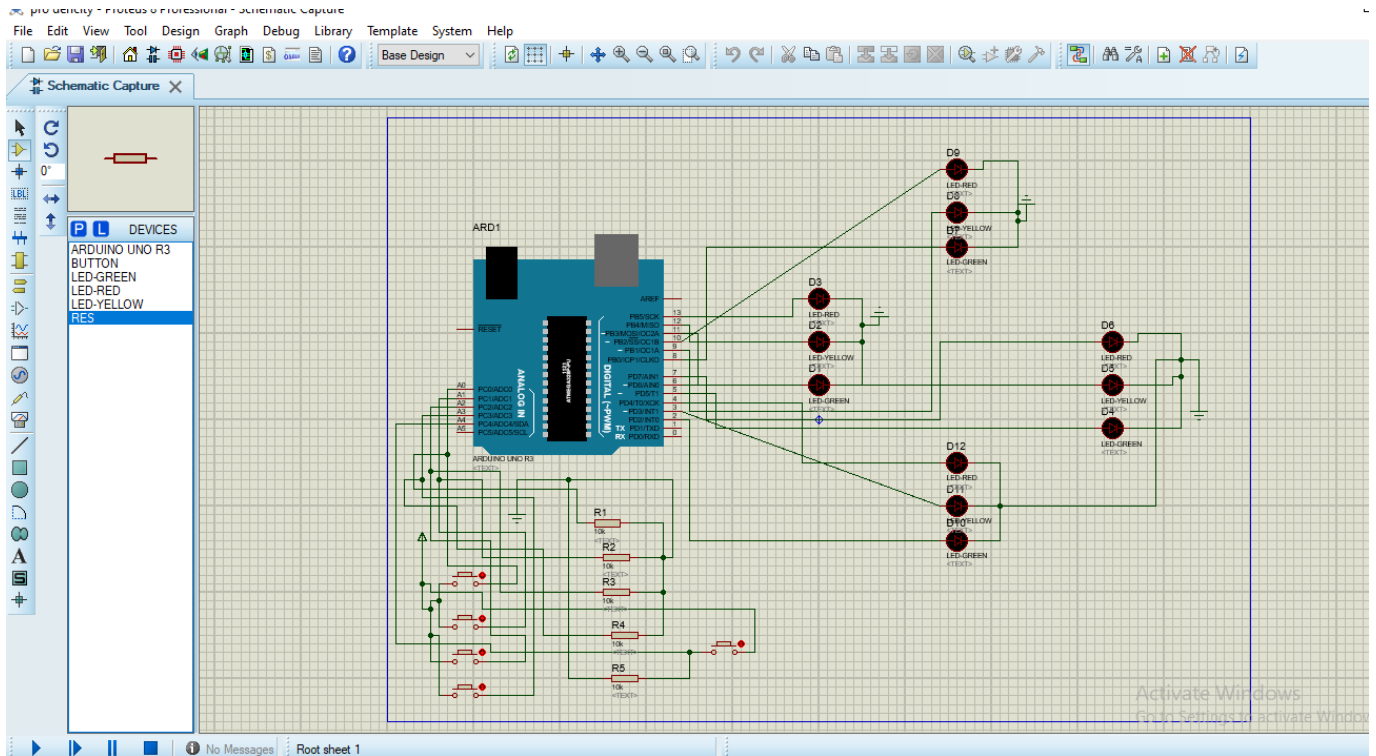 pro dencity - Proteus 8 Professional - Schematic Capture
File Edit View Tool Design Graph Debug Library Template System Help
Base Design
Schematic Capture
0°
LBL
P L DEVICES
ARDUINO UNO R3
BUTTON
LED-GREEN
LED-RED
LED-YELLOW
RES
A
S
ARD1
RESET
AREF
PB5/SCK 13
PB4/MISO 12
~PB3/MOSI/OC2A 11
~PB2/SS/OC1B 10
~PB1/OC1A 9
PB0/ICP1/CLKO 8
PD7/AIN1 7
~PD6/AIN0 6
~PD5/T1 5
PD4/T0/XCK 4
~PD3/INT1 3
PD2/INT0 2
TX PD1/TXD 1
RX PD0/RXD 0
ANALOG IN
DIGITAL (~PWM)
A0 PC0/ADC0
A1 PC1/ADC1
A2 PC2/ADC2
A3 PC3/ADC3
A4 PC4/ADC4/SDA
A5 PC5/ADC5/SCL
ARDUINO UNO R3
<TEXT>
D9
LED-RED
D8
LED-YELLOW
D7
LED-GREEN
<TEXT>
D3
LED-RED
D2
LED-YELLOW
D1
LED-GREEN
<TEXT>
D6
LED-RED
D5
LED-YELLOW
D4
LED-GREEN
<TEXT>
D12
LED-RED
D11
LED-YELLOW
D10
LED-GREEN
<TEXT>
R1
10k
<TEXT>
R2
10k
<TEXT>
R3
10k
<TEXT>
R4
10k
<TEXT>
R5
10k
<TEXT>
Activate Windows
Go to Settings to activate Window
No Messages Root sheet 1